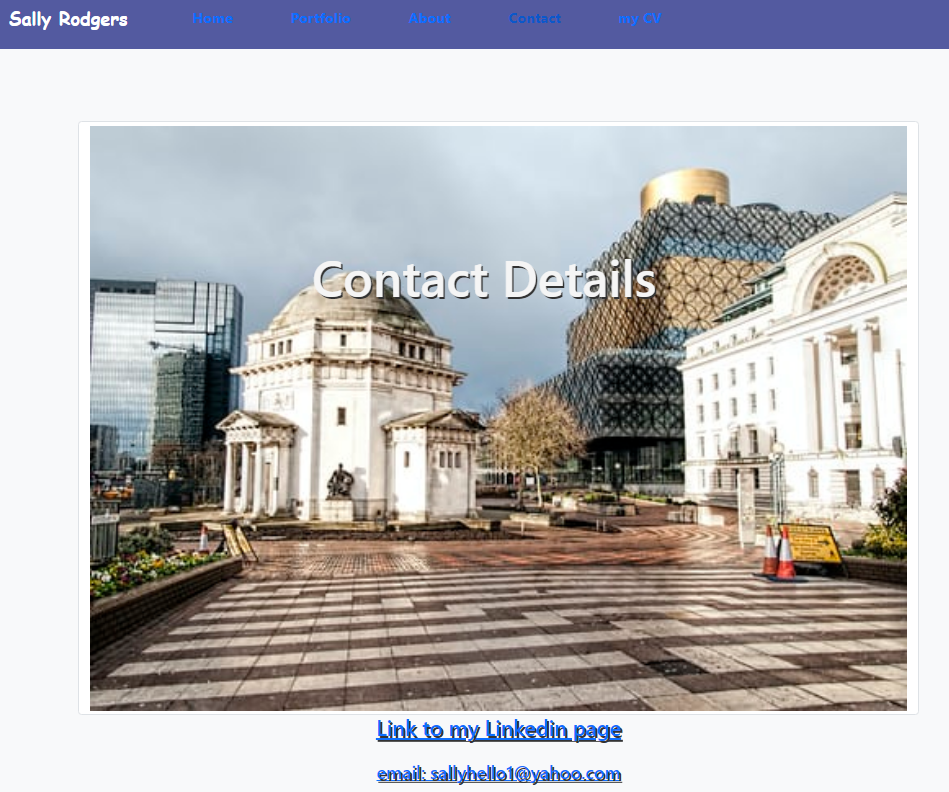 Sally Rodgers Home Portfolio About Contact my CV
Contact Details
Link to my Linkedin page
email: sallyhello1@yahoo.com